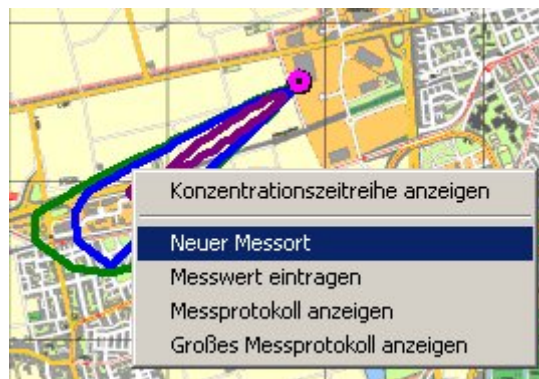 Konzentrationszeitreihe anzeigen
Neuer Messort
Messwert eintragen
Messprotokoll anzeigen
Großes Messprotokoll anzeigen